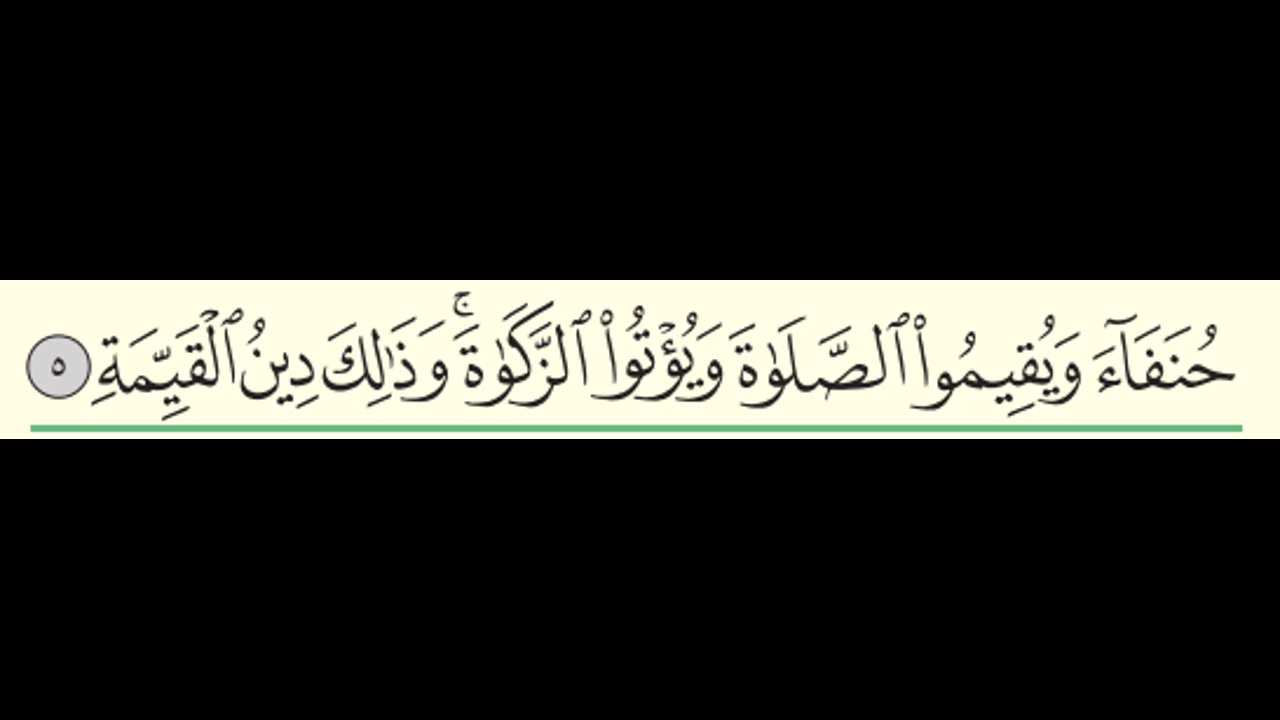 حُنَفَآءَ وَيُقِيمُوا۟ ٱلصَّلَوٰةَ وَيُؤۡتُوا۟ ٱلزَّكَوٰةَۚ وَذَٰلِكَ دِينُ ٱلۡقَيِّمَةِ ٥